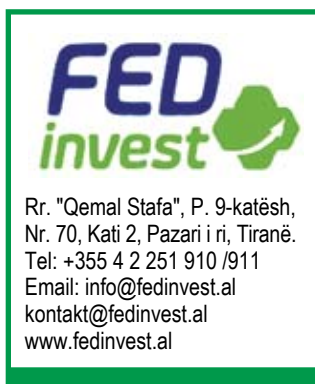 FED
invest
Rr. "Qemal Stafa", P. 9-katësh,
Nr. 70, Kati 2, Pazari i ri, Tiranë.
Tel: +355 4 2 251 910 /911
Email: info@fedinvest.al
kontakt@fedinvest.al
www.fedinvest.al